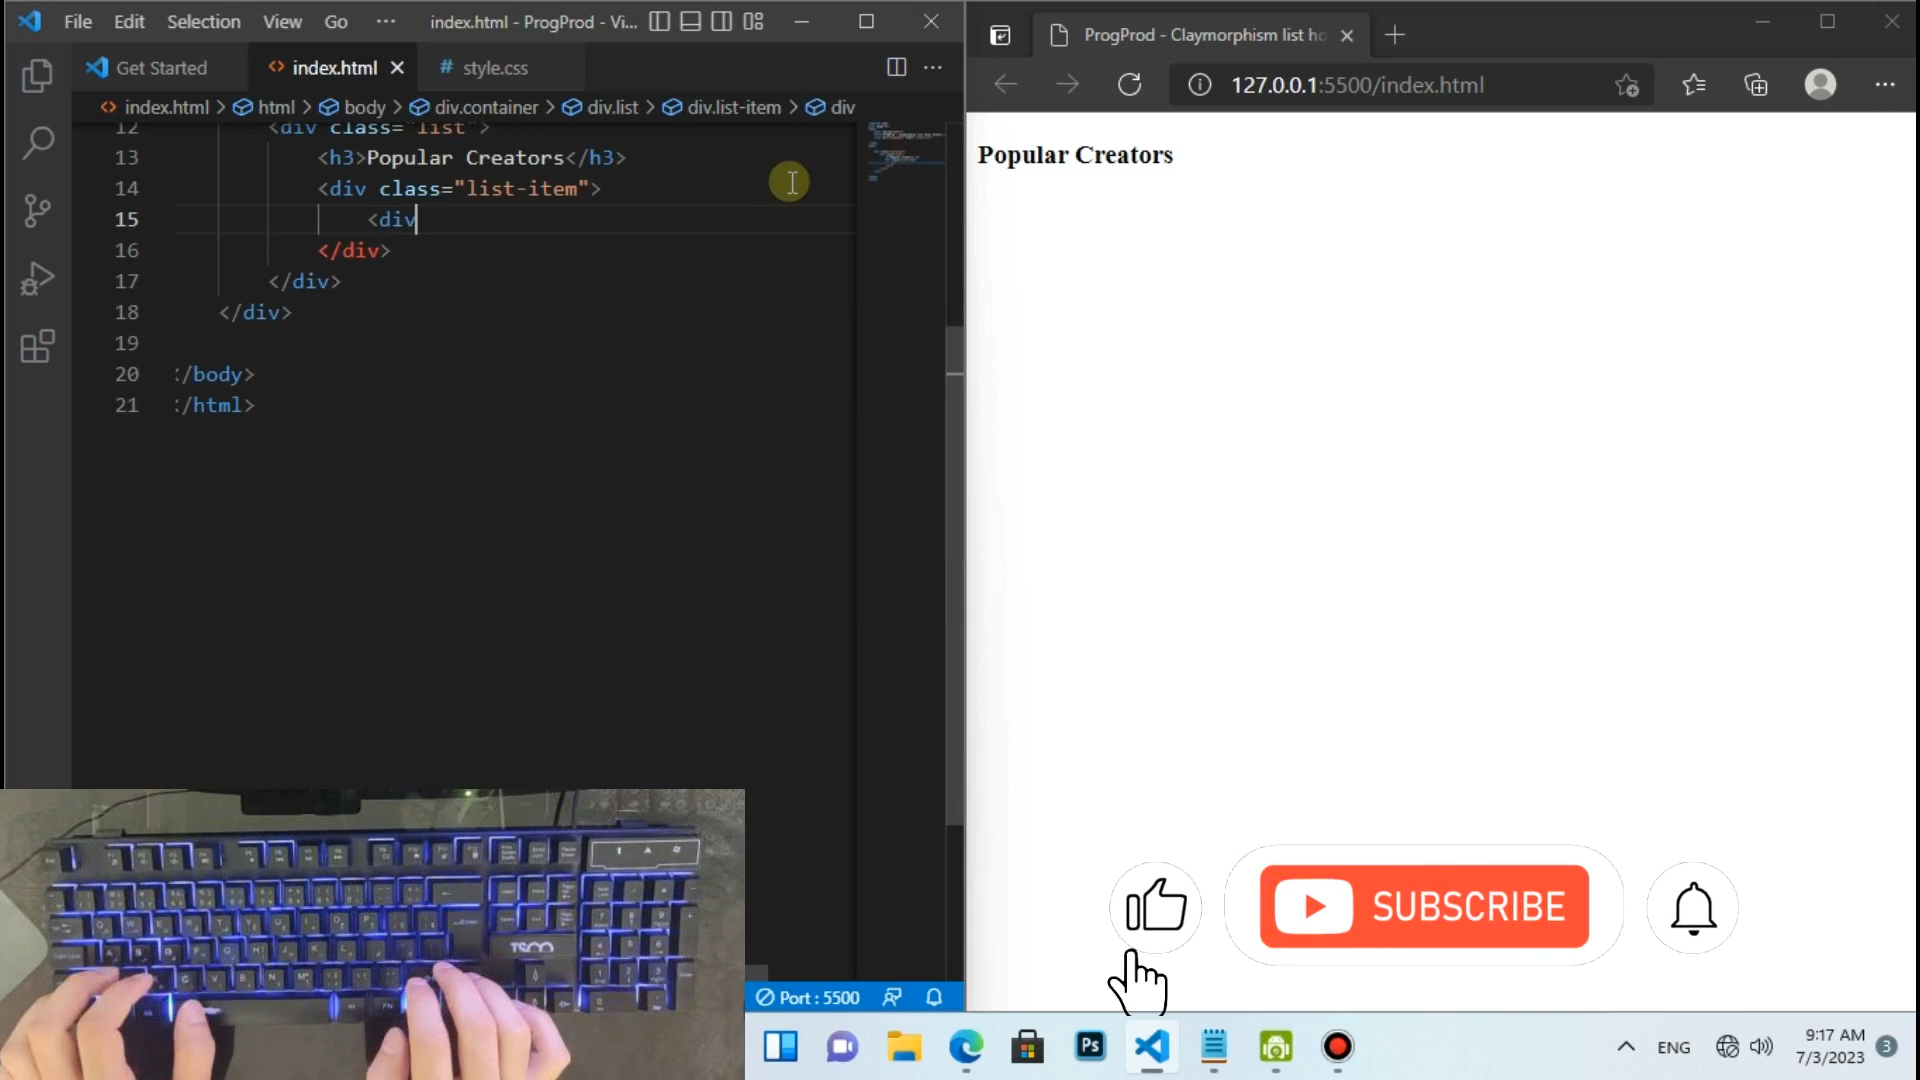 File Edit Selection View Go ··· index.html - ProgProd - Vi...
Get Started index.html style.css
index.html > html > body > div.container > div.list > div.list-item > div
12 <div class="list">
13 <h3>Popular Creators</h3>
14 <div class="list-item">
15 <div
16 </div>
17 </div>
18 </div>
19
20 :/body>
21 :/html>
Port : 5500
ProgProd - Claymorphism list ho
127.0.0.1:5500/index.html
Popular Creators
SUBSCRIBE
TSCO
Ps
ENG
9:17 AM
7/3/2023
3